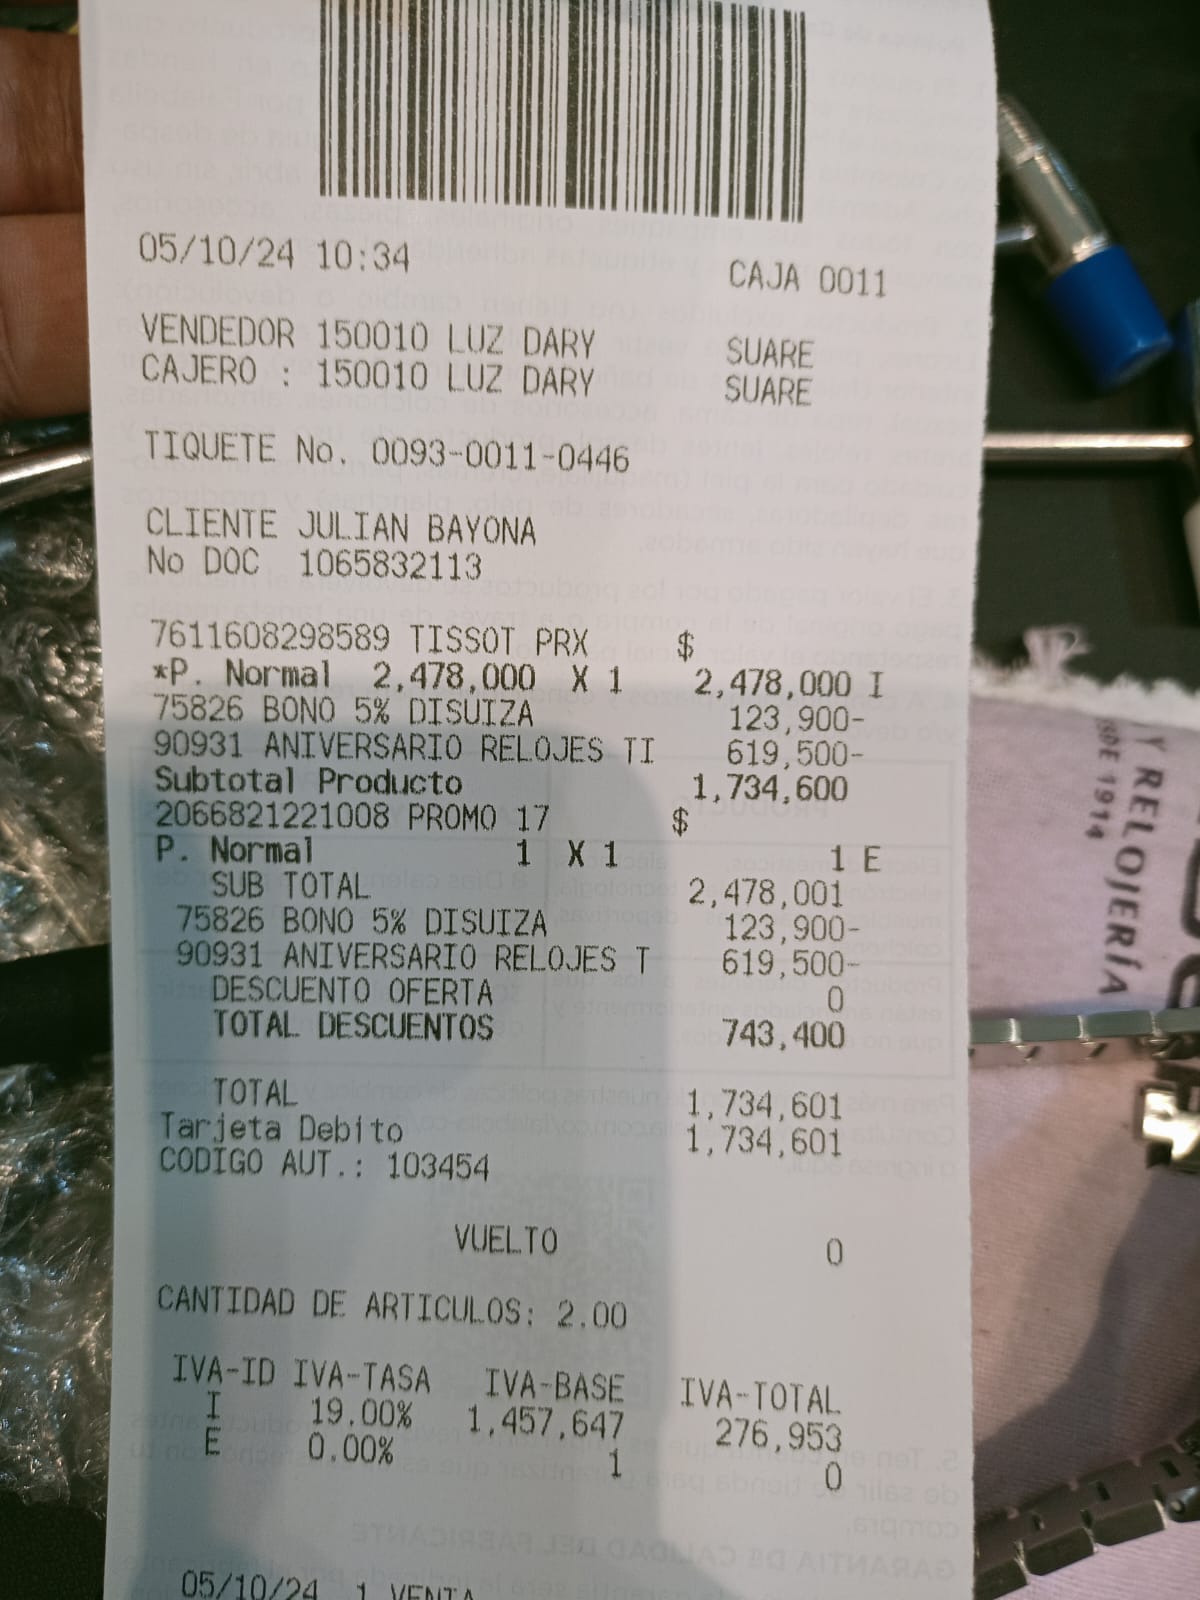 05/10/24 10:34 CAJA 0011
VENDEDOR 150010 LUZ DARY SUARE
CAJERO : 150010 LUZ DARY SUARE
TIQUETE No. 0093-0011-0446
CLIENTE JULIAN BAYONA
No DOC 1065832113
7611608298589 TISSOT PRX $
*P. Normal 2,478,000 X 1 2,478,000 I
75826 BONO 5% DISUIZA 123,900-
90931 ANIVERSARIO RELOJES TI 619,500-
Subtotal Producto 1,734,600
2066821221008 PROMO 17 $
P. Normal 1 X 1 1 E
SUB TOTAL 2,478,001
75826 BONO 5% DISUIZA 123,900-
90931 ANIVERSARIO RELOJES T 619,500-
DESCUENTO OFERTA 0
TOTAL DESCUENTOS 743,400
TOTAL 1,734,601
Tarjeta Debito 1,734,601
CODIGO AUT.: 103454
VUELTO 0
CANTIDAD DE ARTICULOS: 2.00
IVA-ID IVA-TASA IVA-BASE IVA-TOTAL
I 19.00% 1,457,647 276,953
E 0.00% 1 0
05/10/24 1 VENTA
Y RELOJERÍA
DESDE 1914